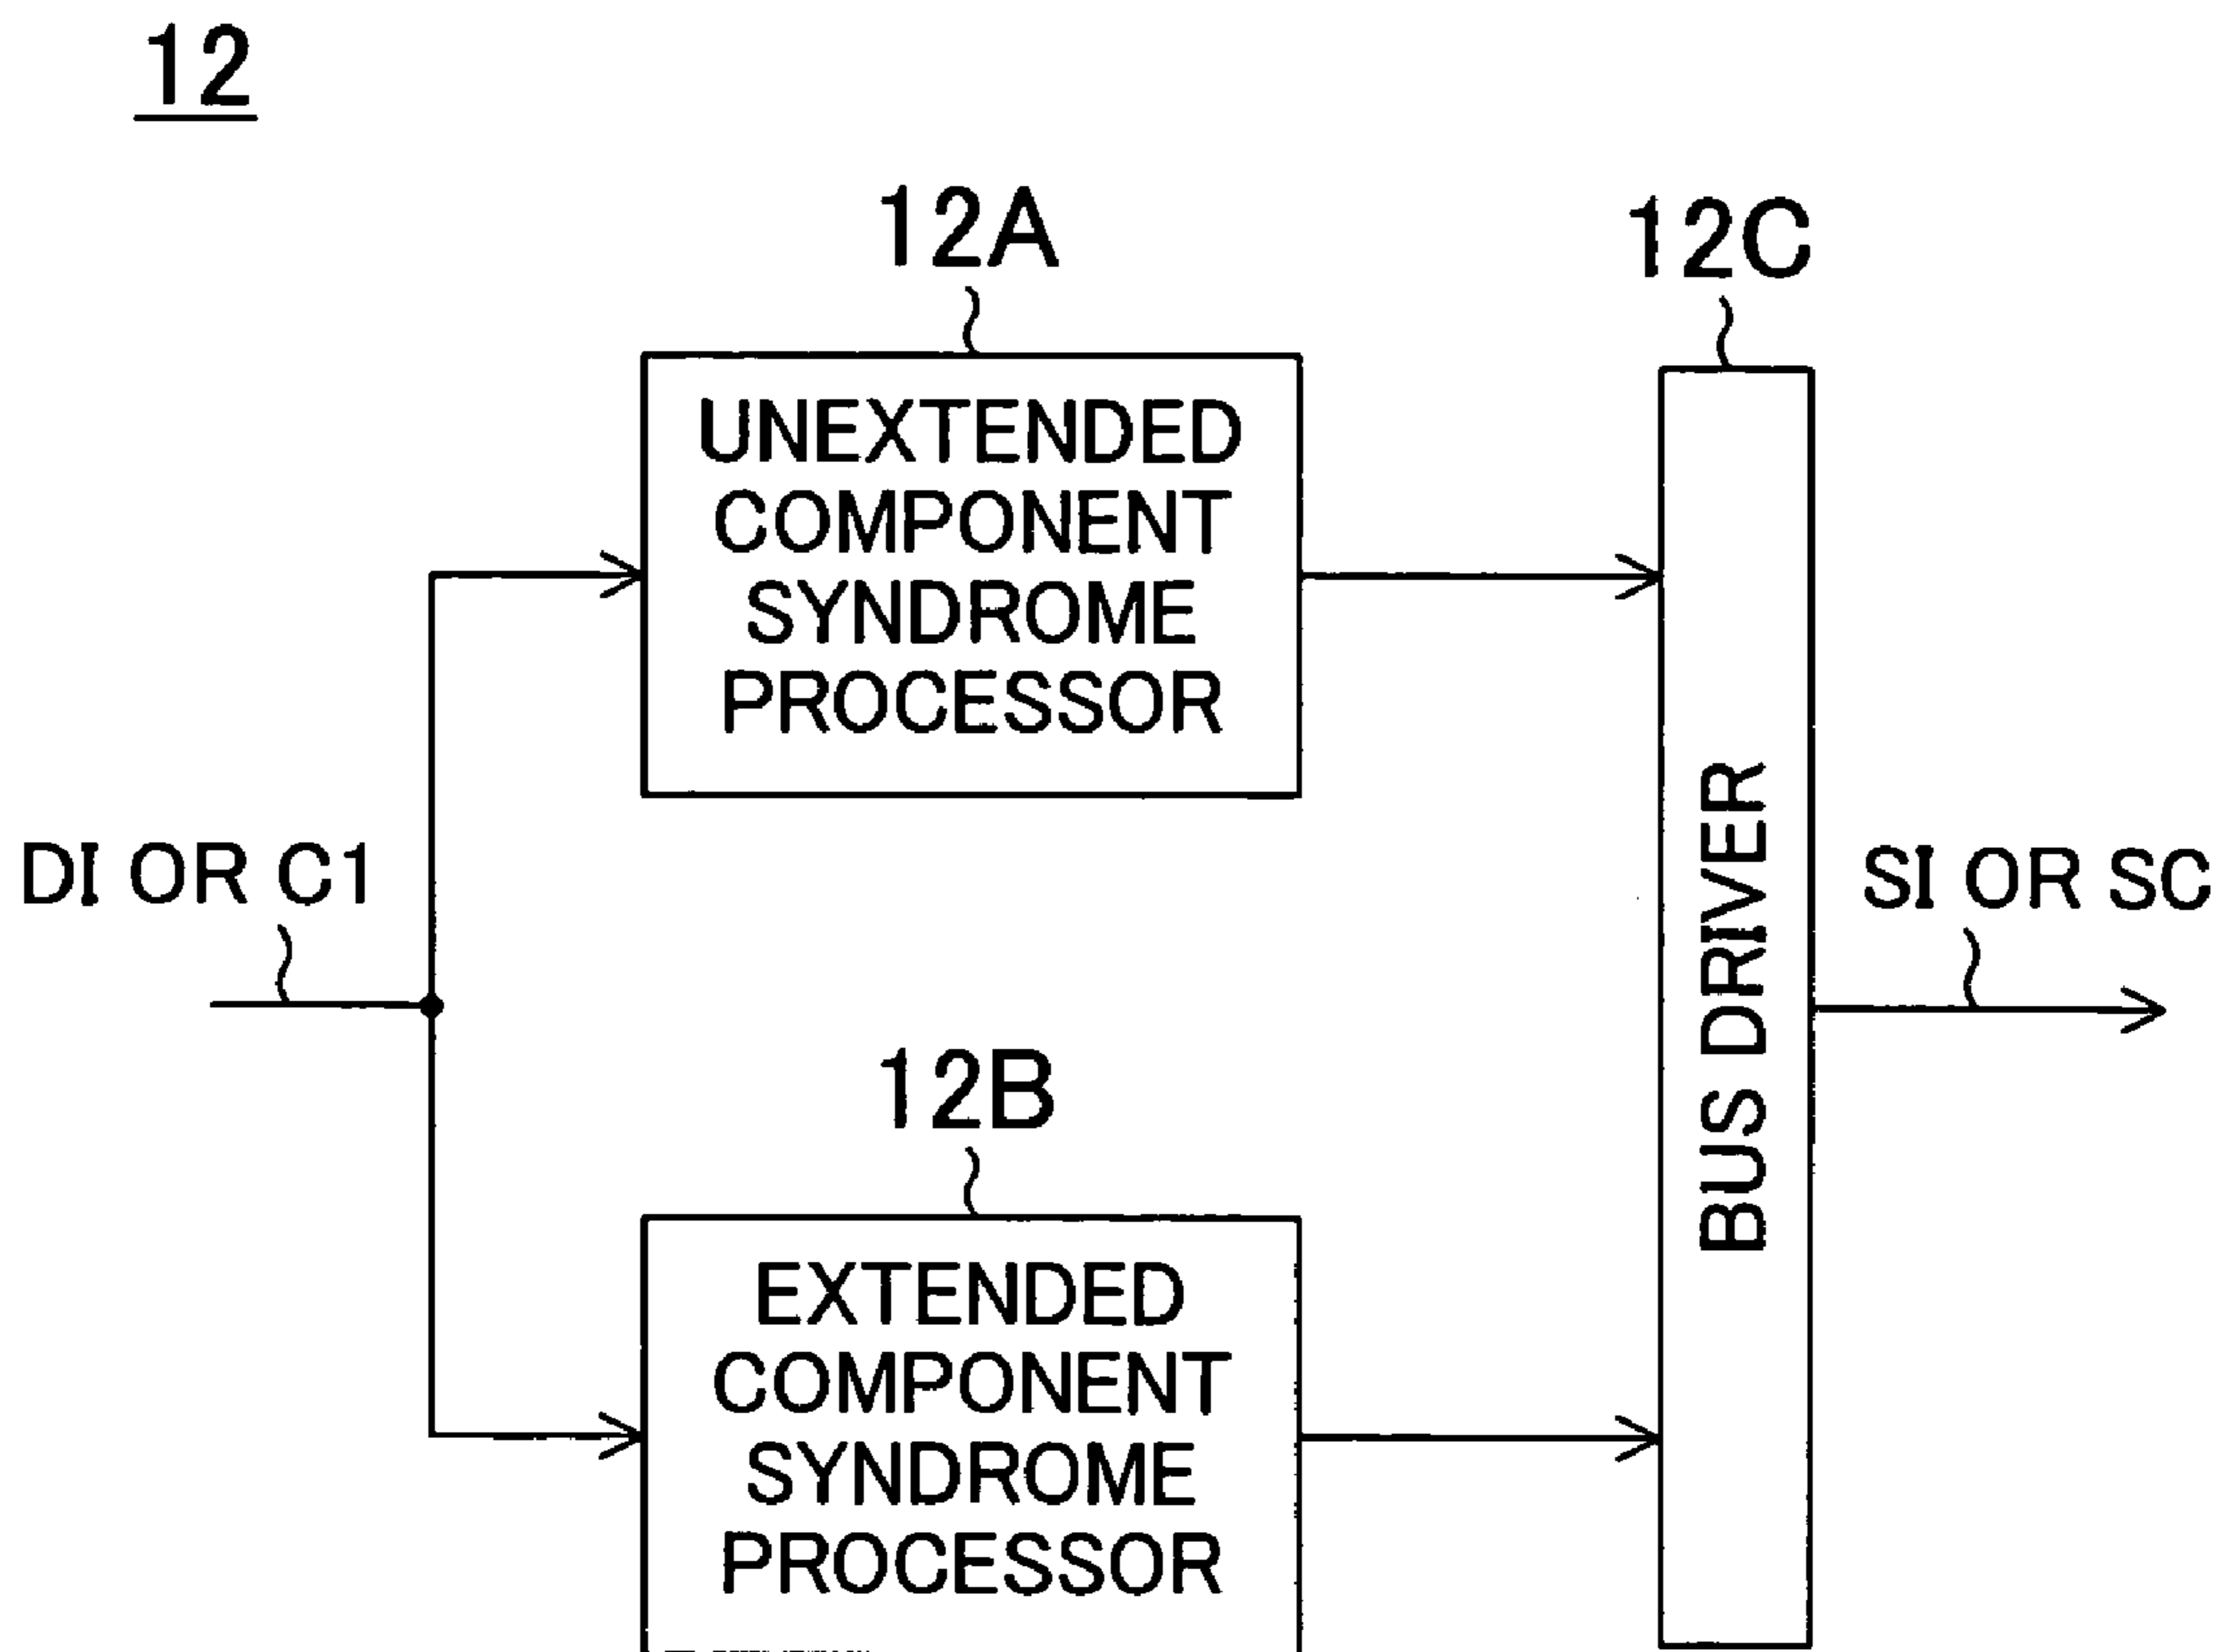 12
12A
12C
UNEXTENDED
COMPONENT
SYNDROME
PROCESSOR
DI OR C1
BUS DRIVER
SI OR SC
12B
EXTENDED
COMPONENT
SYNDROME
PROCESSOR